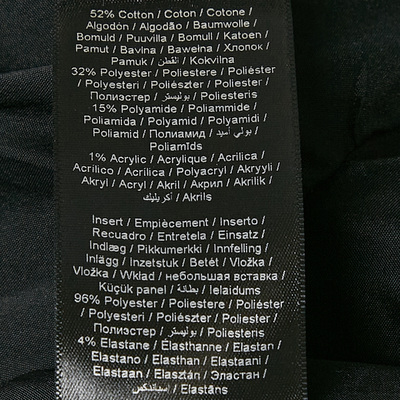 52% Cotton / Coton / Cotone /
Algodón / Algodão / Baumwolle /
Bomuld / Puuvilla / Bomull / Katoen /
Pamut / Bavlna / Bawełna / Хлопок /
Pamuk / القطن / Kokvilna
32% Polyester / Poliestere / Poliéster
/ Polyesteri / Poliészter / Poliester /
Полиэстер / بوليستر / Poliesteris
15% Polyamide / Poliammide /
Poliamida / Polyamid / Polyamidi /
Poliamid / Полиамид / بولي أميد /
Poliamīds
1% Acrylic / Acrylique / Acrilica /
Acrílico / Acrílica / Polyacryl / Akryyli /
Akryl / Acryl / Akril / Акрил / Akrilik /
أكريليك / Akrils
Insert / Empiècement / Inserto /
Recuadro / Entretela / Einsatz /
Indlæg / Pikkumerkki / Innfelling /
Inlägg / Inzetstuk / Betét / Vložka /
Vložka / Wkład / небольшая вставка /
Küçük panel / بطانة / Ielaidums
96% Polyester / Poliestere / Poliéster
/ Polyesteri / Poliészter / Poliester /
Полиэстер / بوليستر / Poliesteris
4% Elastane / Élasthanne / Elastan /
Elastano / Elasthan / Elastaani /
Elastaan / Elasztán / Эластан /
إسباندكس / Elastāns